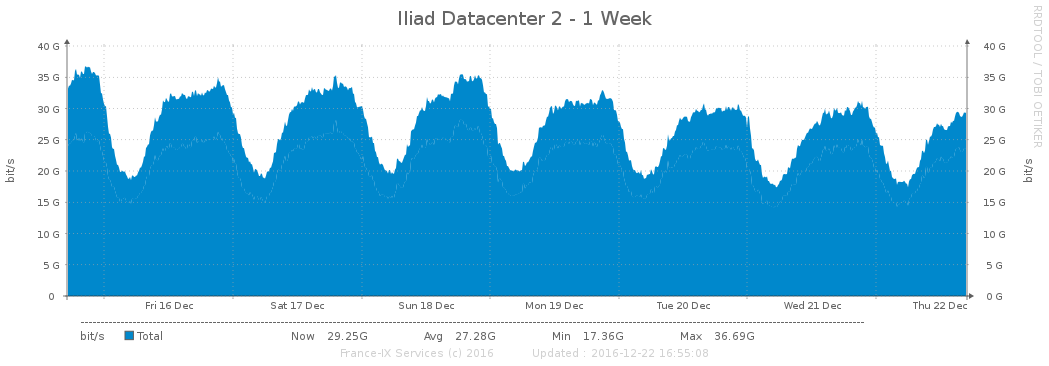 Iliad Datacenter 2 - 1 Week
RRDTOOL / TOBI OETIKER
40 G 40 G
35 G 35 G
30 G 30 G
25 G 25 G
20 G 20 G
15 G 15 G
10 G 10 G
5 G 5 G
0 0 G
bit/s
bit/s
Fri 16 Dec Sat 17 Dec Sun 18 Dec Mon 19 Dec Tue 20 Dec Wed 21 Dec Thu 22 Dec
bit/s Total Now 29.25G Avg 27.28G Min 17.36G Max 36.69G
France-IX Services (c) 2016 Updated : 2016-12-22 16:55:08